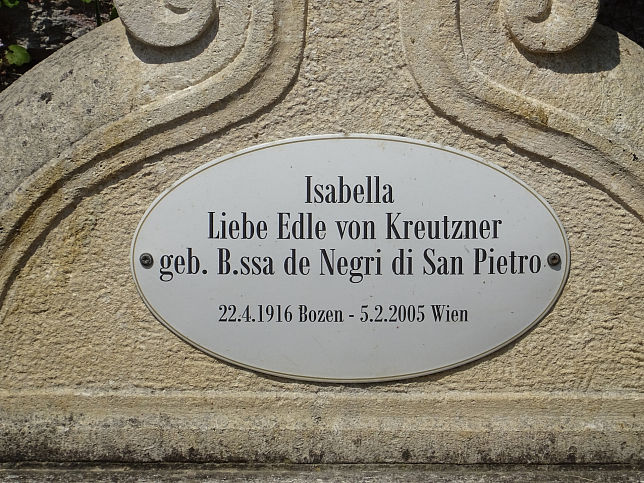 Isabella
Liebe Edle von Kreutzner
geb. B.ssa de Negri di San Pietro
22.4.1916 Bozen - 5.2.2005 Wien